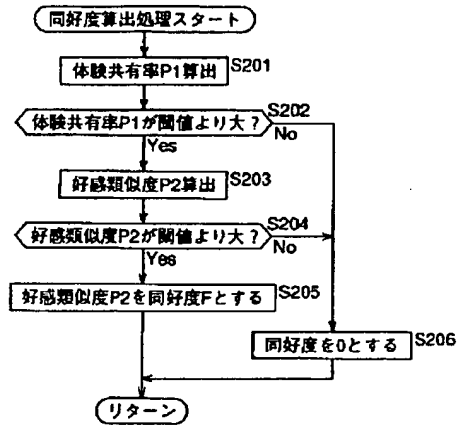 同好度算出処理スタート
体験共有率P1算出
S201
体験共有率P1が閾値より大?
S202
Yes
No
好感類似度P2算出
S203
好感類似度P2が閾値より大?
S204
Yes
No
好感類似度P2を同好度Fとする
S205
同好度を0とする
S206
リターン